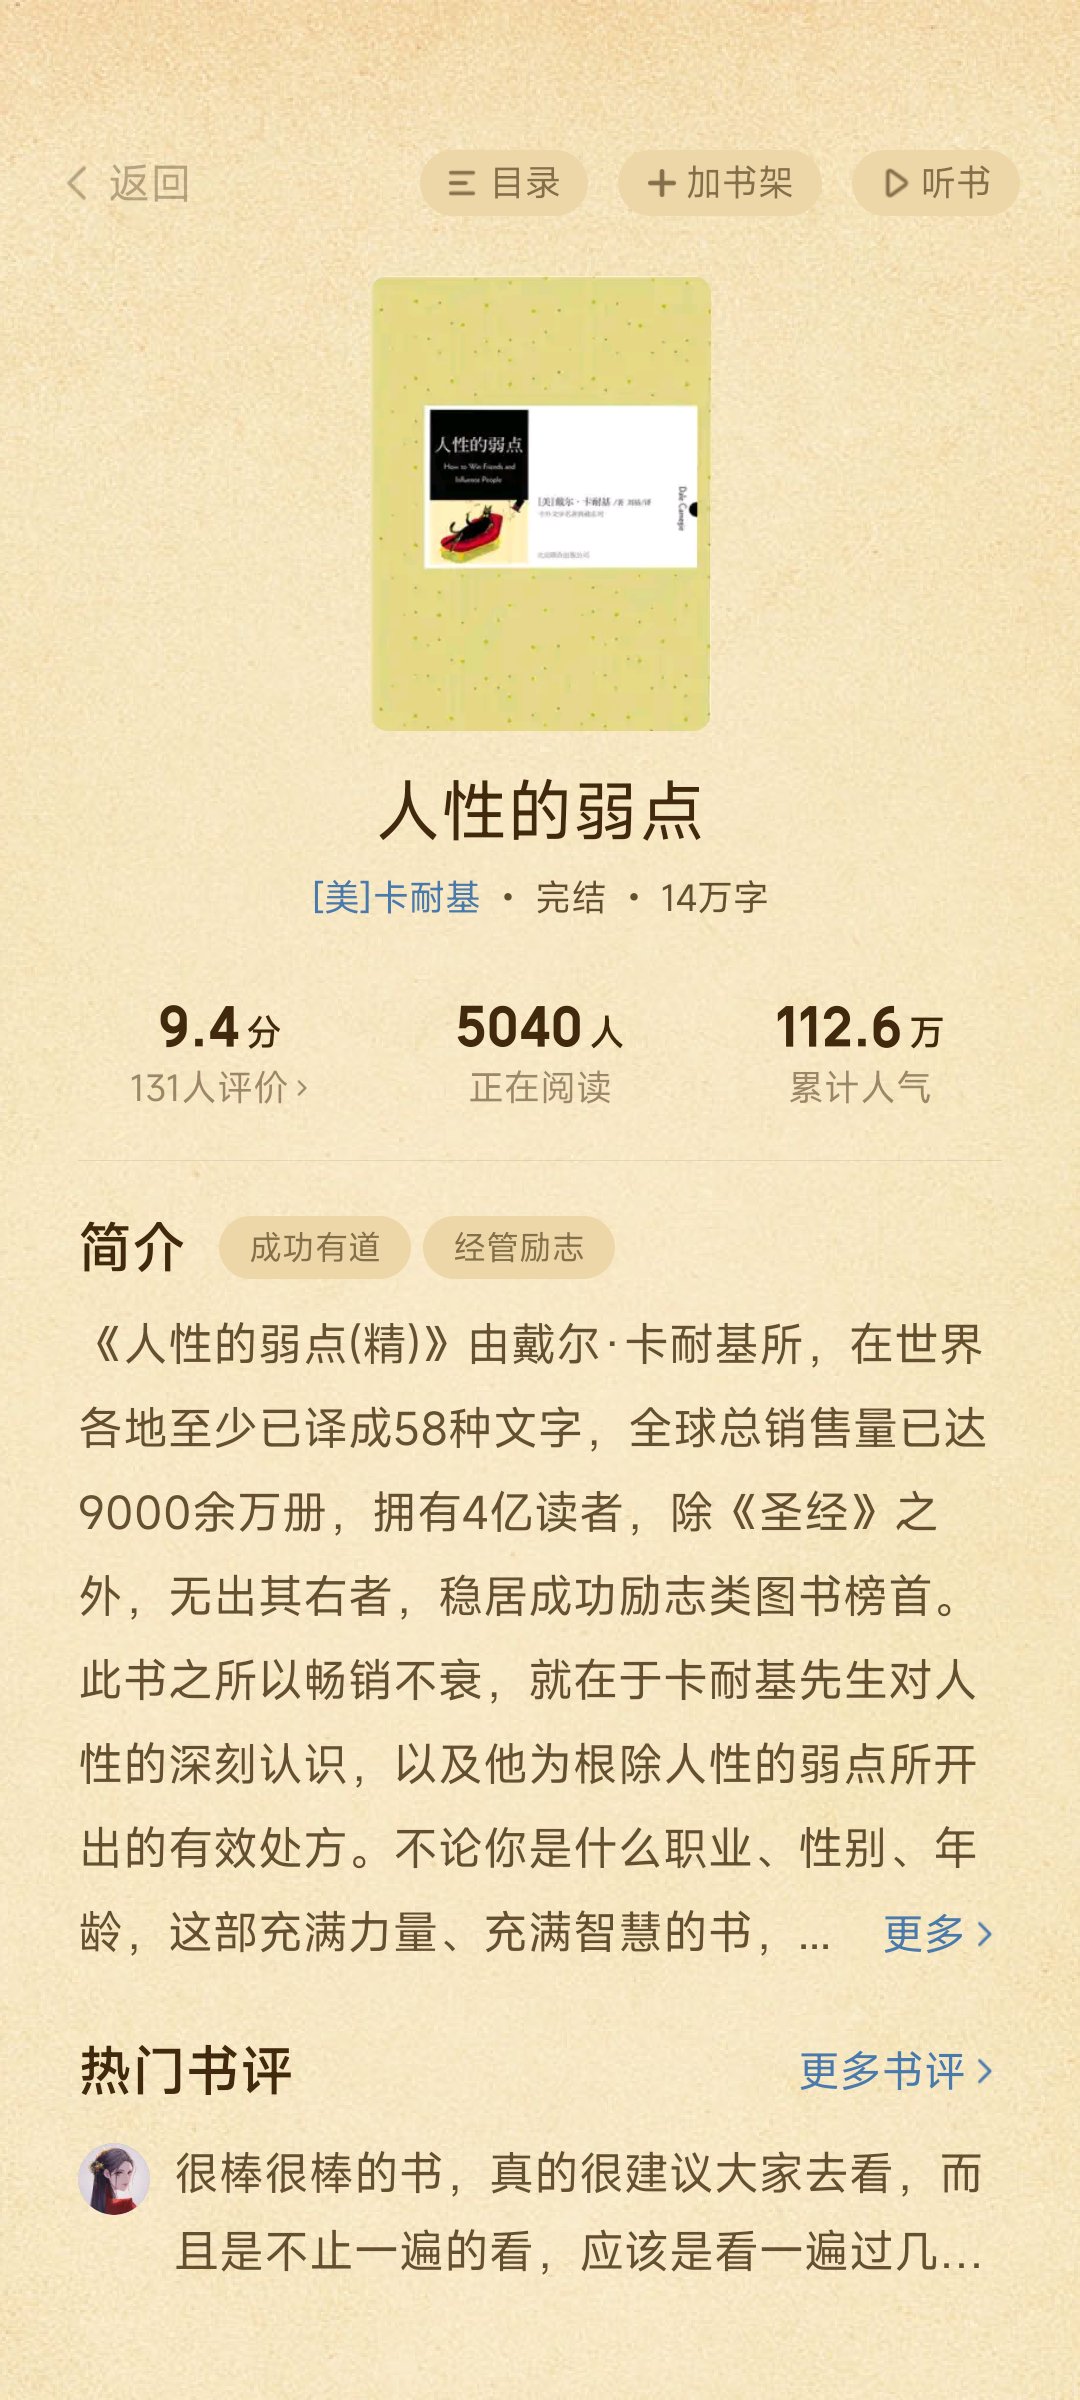 返回
目录
加书架
听书
人性的弱点
How to Win Friends and
Influence People
[美]戴尔·卡耐基 /著
Dale Carnegie
人性的弱点
[美]卡耐基 · 完结 · 14万字
9.4分 5040人 112.6万
131人评价 正在阅读 累计人气
简介 成功有道 经管励志
《人性的弱点(精)》由戴尔·卡耐基所，在世界
各地至少已译成58种文字，全球总销售量已达
9000余万册，拥有4亿读者，除《圣经》之
外，无出其右者，稳居成功励志类图书榜首。
此书之所以畅销不衰，就在于卡耐基先生对人
性的深刻认识，以及他为根除人性的弱点所开
出的有效处方。不论你是什么职业、性别、年
龄，这部充满力量、充满智慧的书，... 更多
热门书评 更多书评
很棒很棒的书，真的很建议大家去看，而
且是不止一遍的看，应该是看一遍过几...